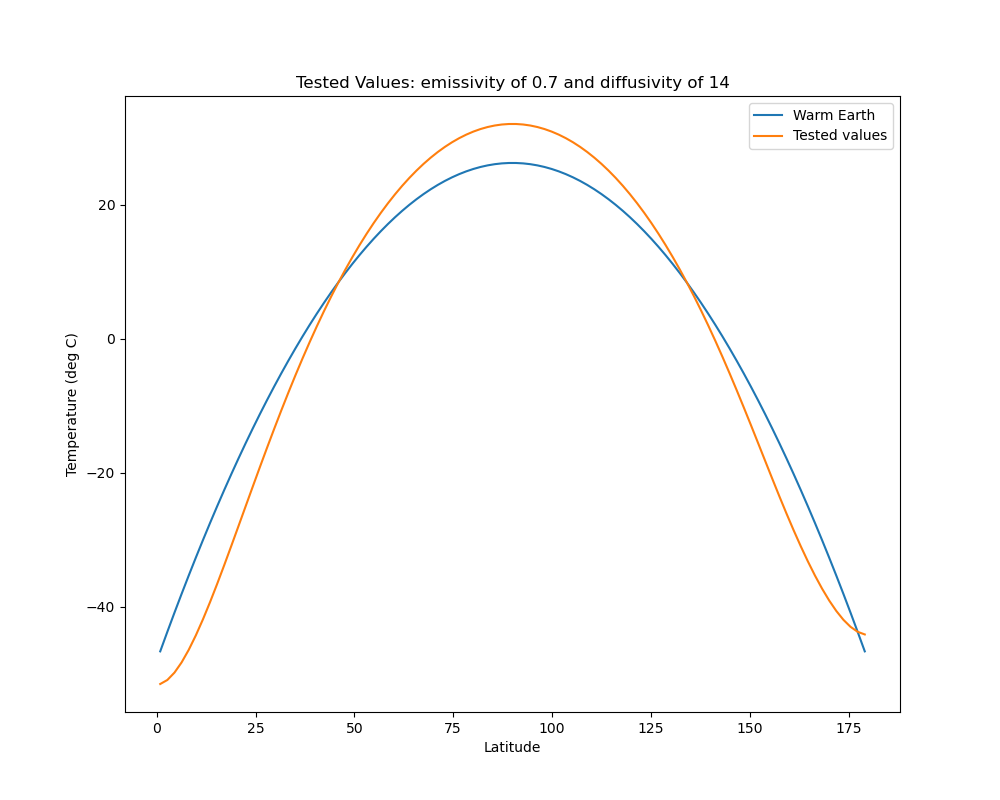 Tested Values: emissivity of 0.7 and diffusivity of 14
Warm Earth
Tested values
20
0
−20
−40
Temperature (deg C)
0 25 50 75 100 125 150 175
Latitude